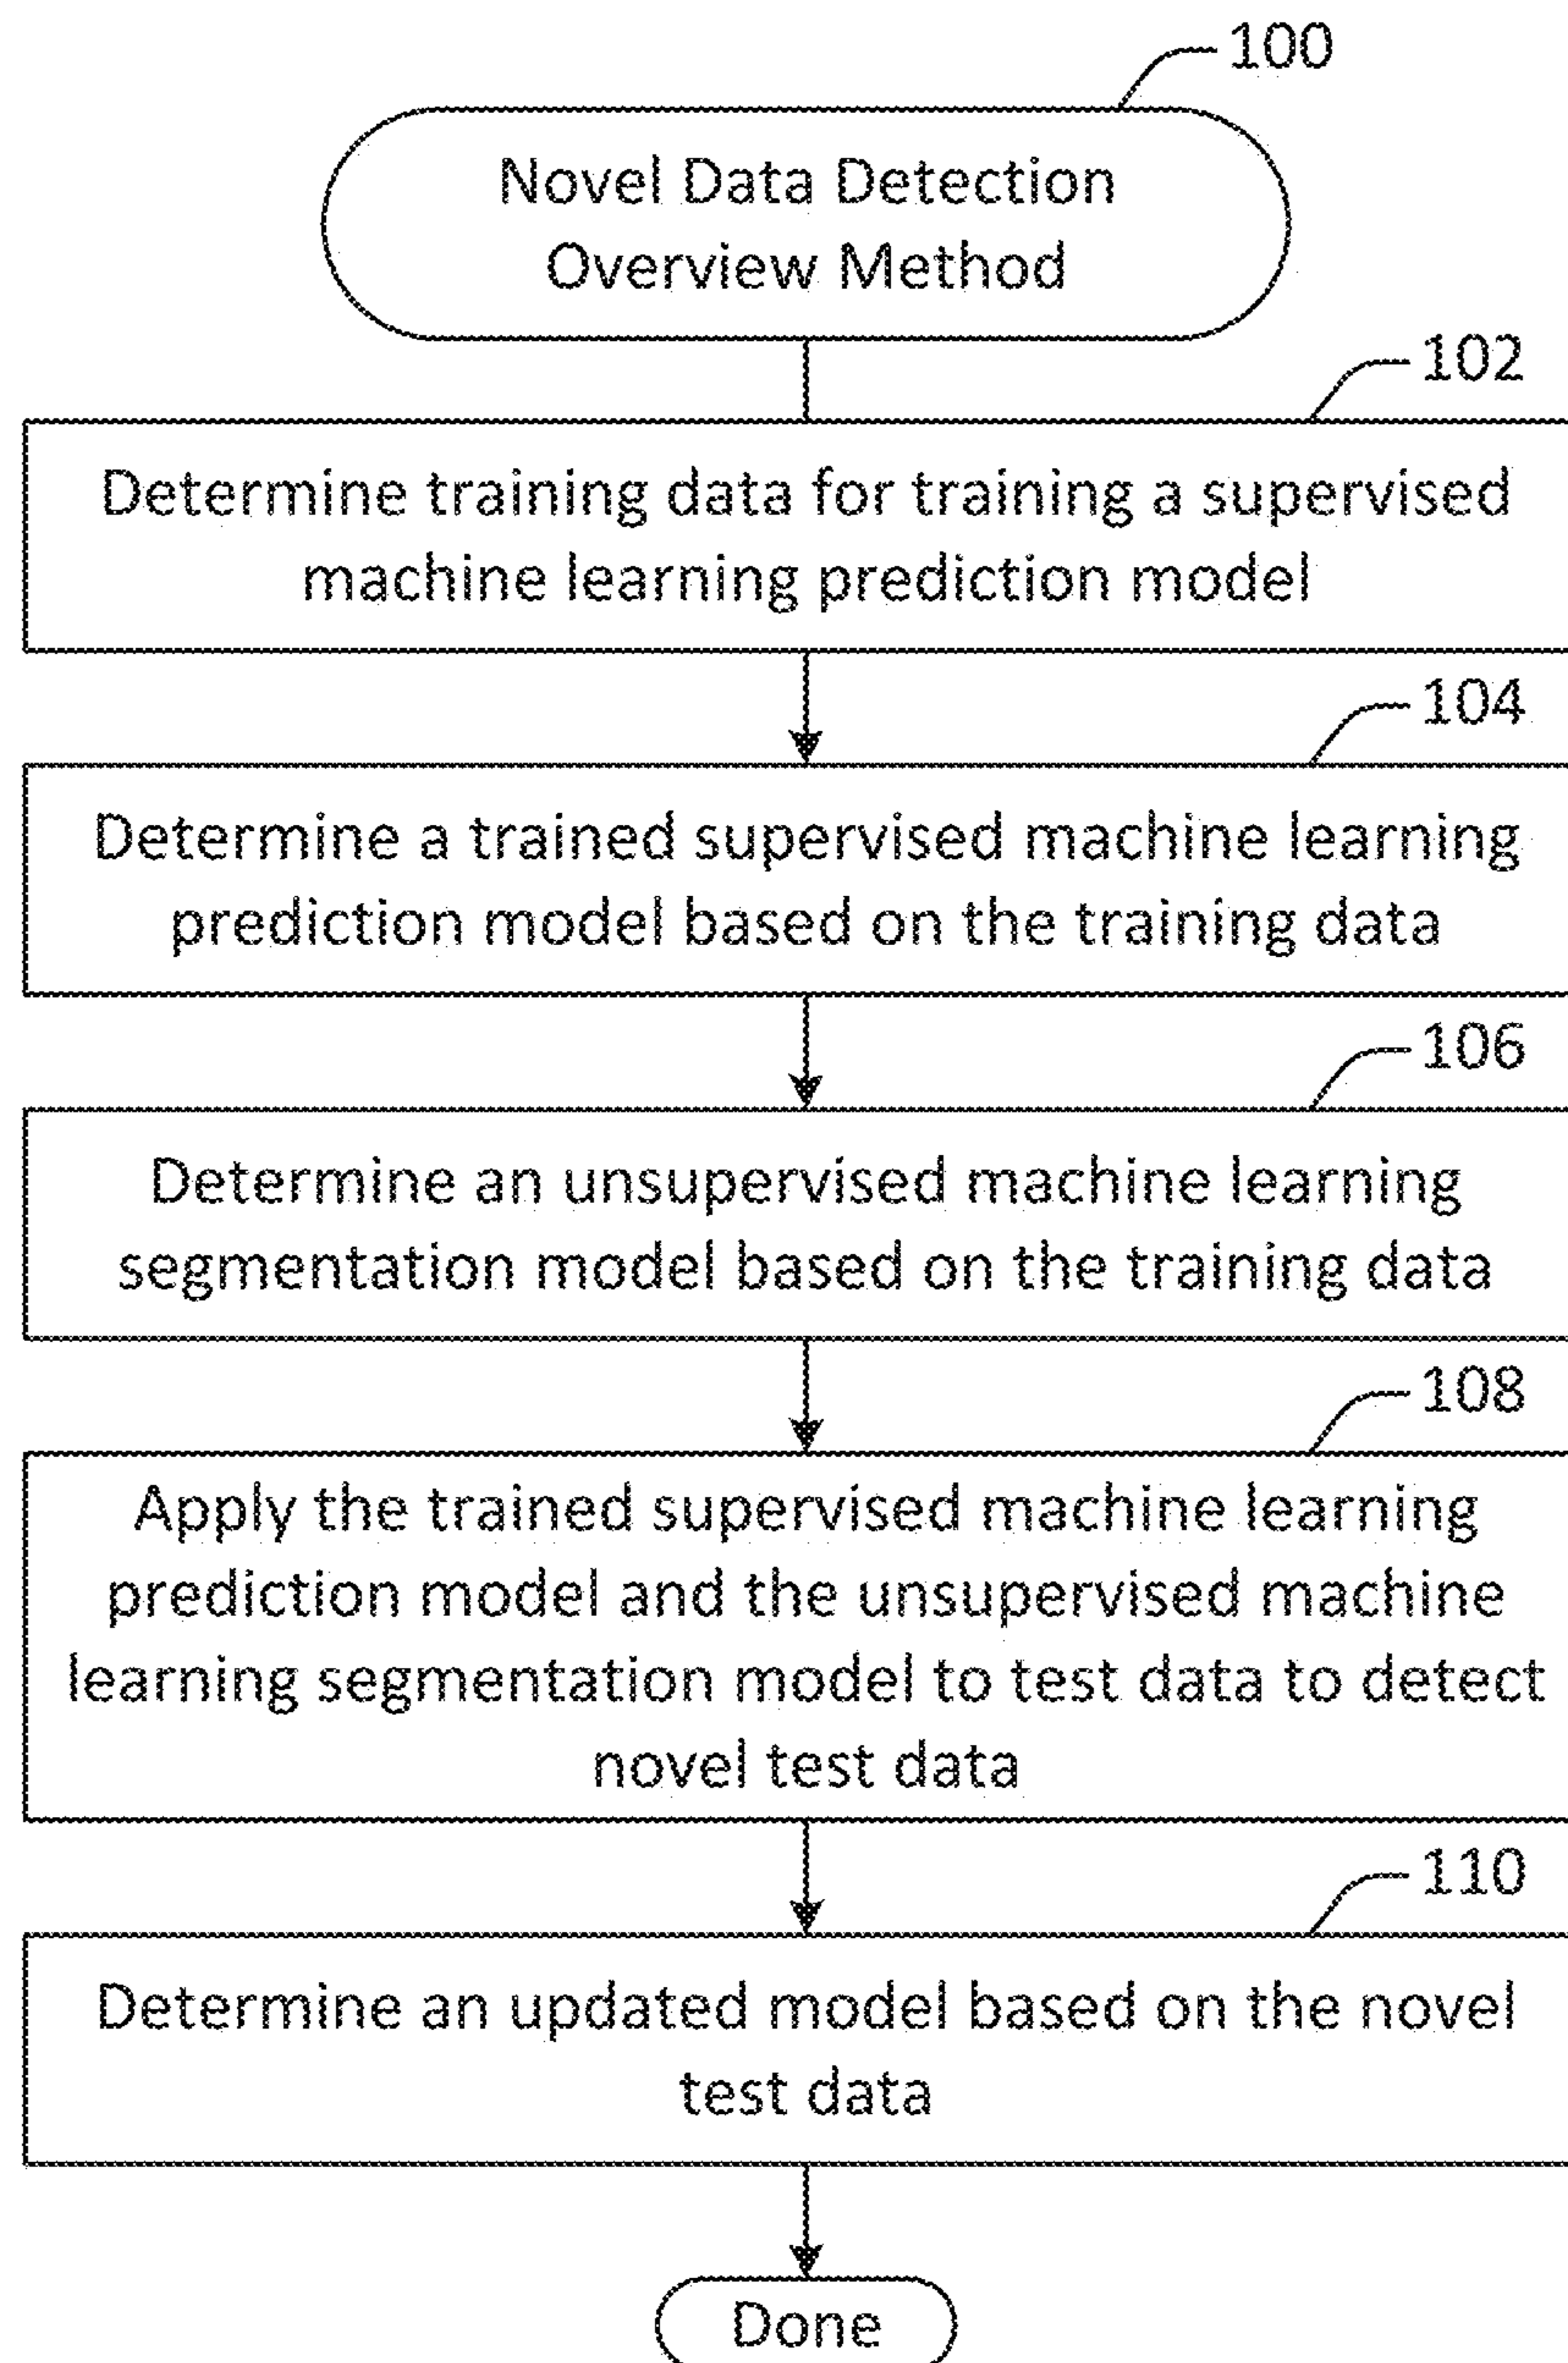 100
Novel Data Detection
Overview Method
102
Determine training data for training a supervised
machine learning prediction model
104
Determine a trained supervised machine learning
prediction model based on the training data
106
Determine an unsupervised machine learning
segmentation model based on the training data
108
Apply the trained supervised machine learning
prediction model and the unsupervised machine
learning segmentation model to test data to detect
novel test data
110
Determine an updated model based on the novel
test data
Done